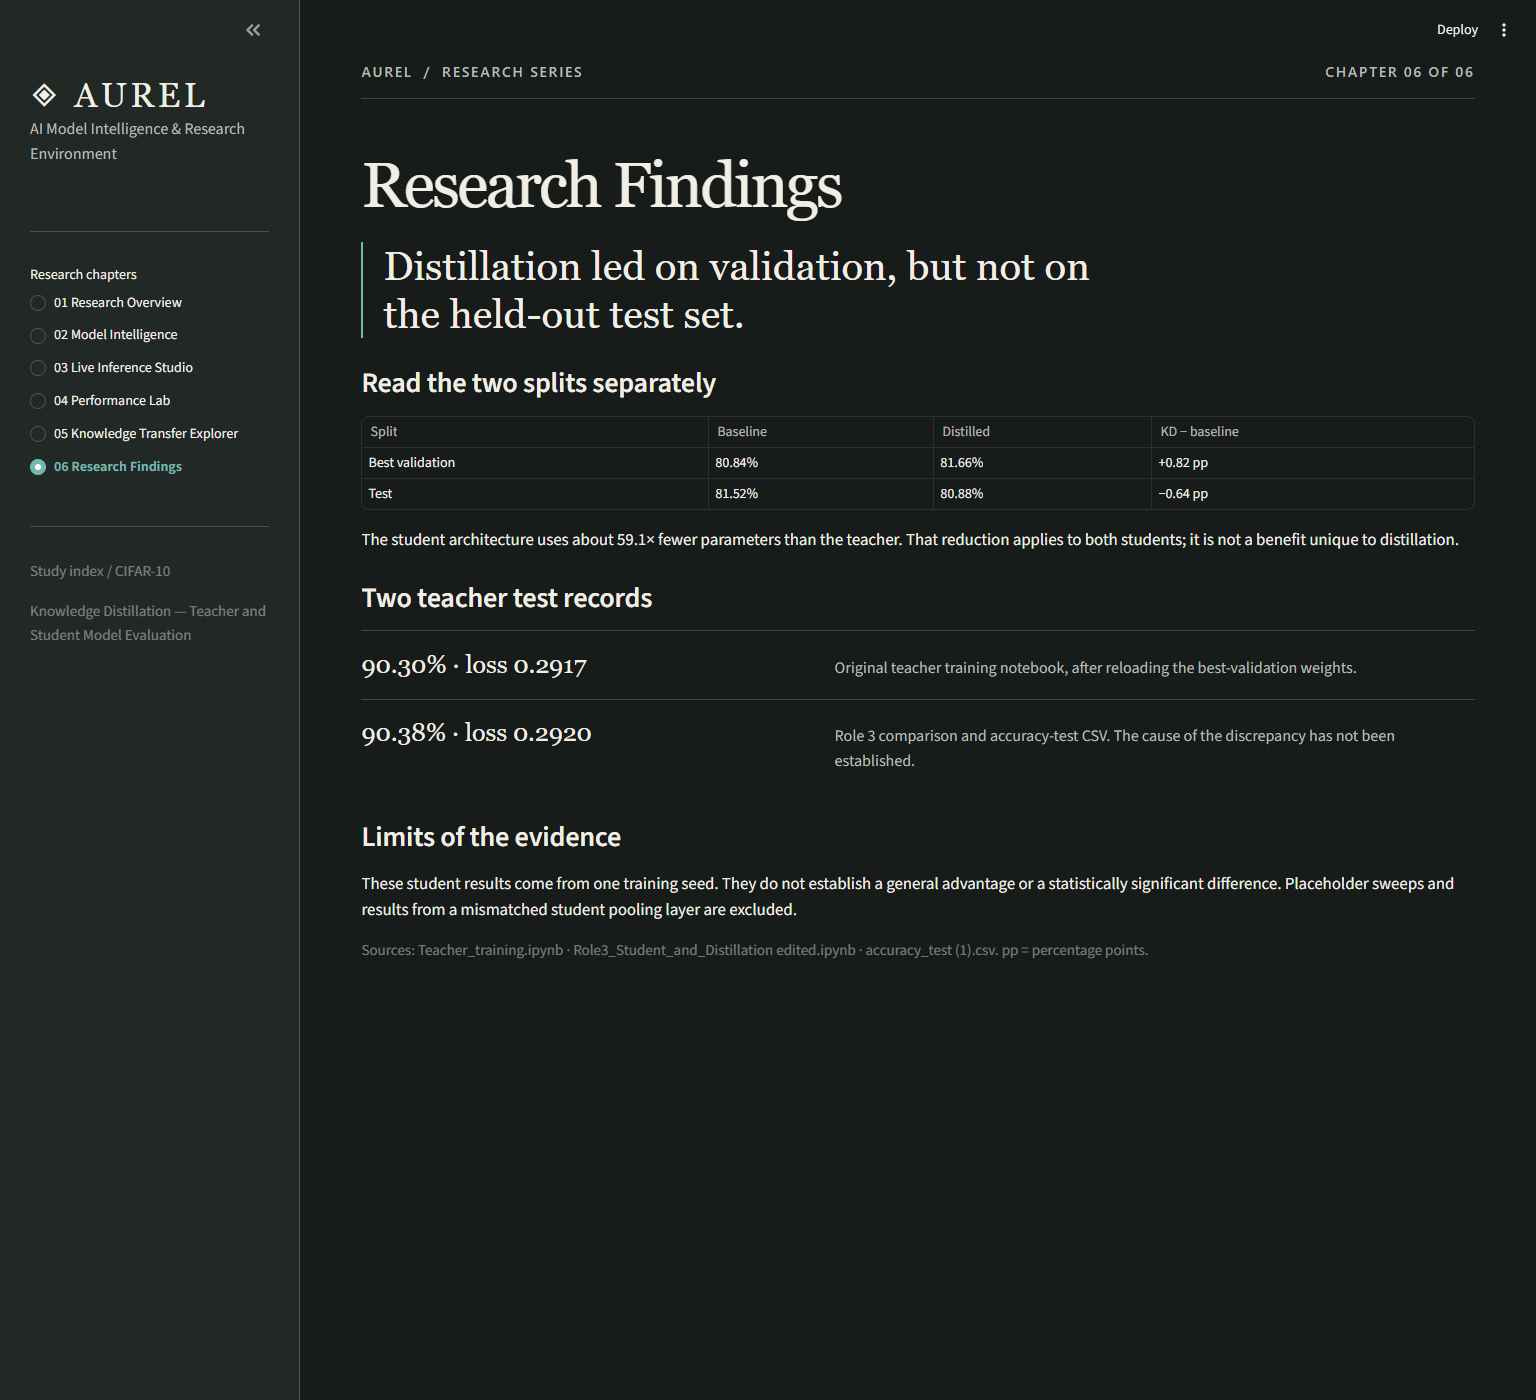 Deploy
AUREL
AI Model Intelligence & Research
Environment
Research chapters
01 Research Overview
02 Model Intelligence
03 Live Inference Studio
04 Performance Lab
05 Knowledge Transfer Explorer
06 Research Findings
Study index / CIFAR-10
Knowledge Distillation — Teacher and
Student Model Evaluation
AUREL / RESEARCH SERIES
CHAPTER 06 OF 06
Research Findings
Distillation led on validation, but not on
the held-out test set.
Read the two splits separately
Split Baseline Distilled KD − baseline
Best validation 80.84% 81.66% +0.82 pp
Test 81.52% 80.88% −0.64 pp
The student architecture uses about 59.1× fewer parameters than the teacher. That reduction applies to both students; it is not a benefit unique to distillation.
Two teacher test records
90.30% · loss 0.2917
Original teacher training notebook, after reloading the best-validation weights.
90.38% · loss 0.2920
Role 3 comparison and accuracy-test CSV. The cause of the discrepancy has not been
established.
Limits of the evidence
These student results come from one training seed. They do not establish a general advantage or a statistically significant difference. Placeholder sweeps and
results from a mismatched student pooling layer are excluded.
Sources: Teacher_training.ipynb · Role3_Student_and_Distillation edited.ipynb · accuracy_test (1).csv. pp = percentage points.